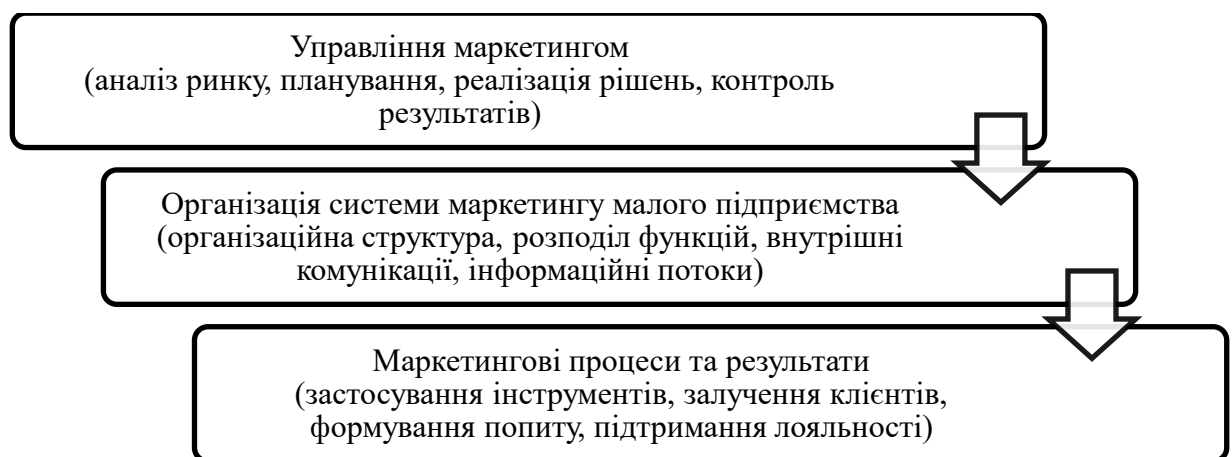 Управління маркетингом
(аналіз ринку, планування, реалізація рішень, контроль
результатів)
Організація системи маркетингу малого підприємства
(організаційна структура, розподіл функцій, внутрішні
комунікації, інформаційні потоки)
Маркетингові процеси та результати
(застосування інструментів, залучення клієнтів,
формування попиту, підтримання лояльності)